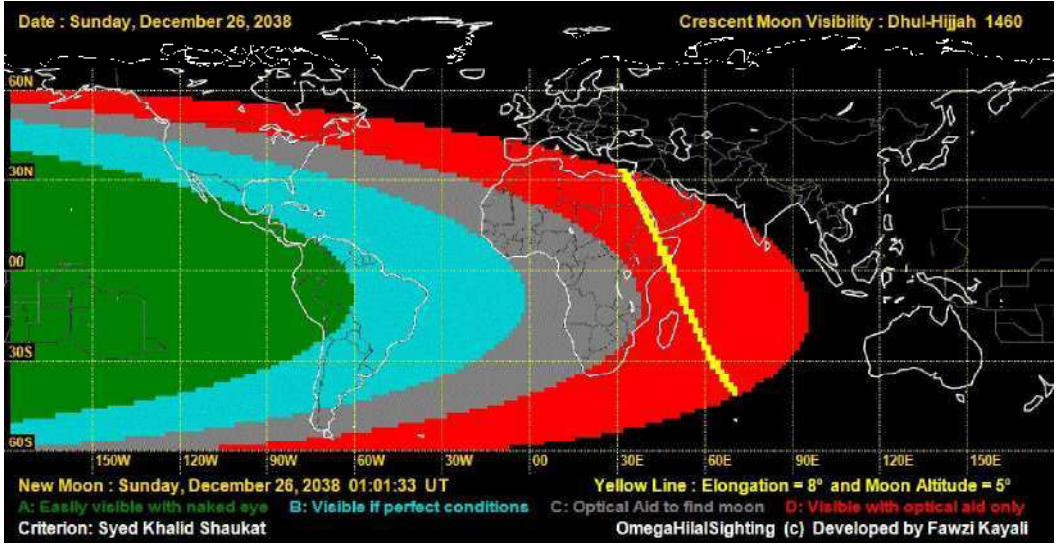 Date : Sunday, December 26, 2038
Crescent Moon Visibility : Dhul-Hijjah 1460
60N
30N
00
30S
60S
150W 120W 90W 60W 30W 00 30E 60E 90E 120E 150E
New Moon : Sunday, December 26, 2038 01:01:33 UT
Yellow Line : Elongation = 8º and Moon Altitude = 5º
A: Easily visible with naked eye B: Visible if perfect conditions C: Optical Aid to find moon D: Visible with optical aid only
Criterion: Syed Khalid Shaukat
OmegaHilalSighting (c) Developed by Fawzi Kayali